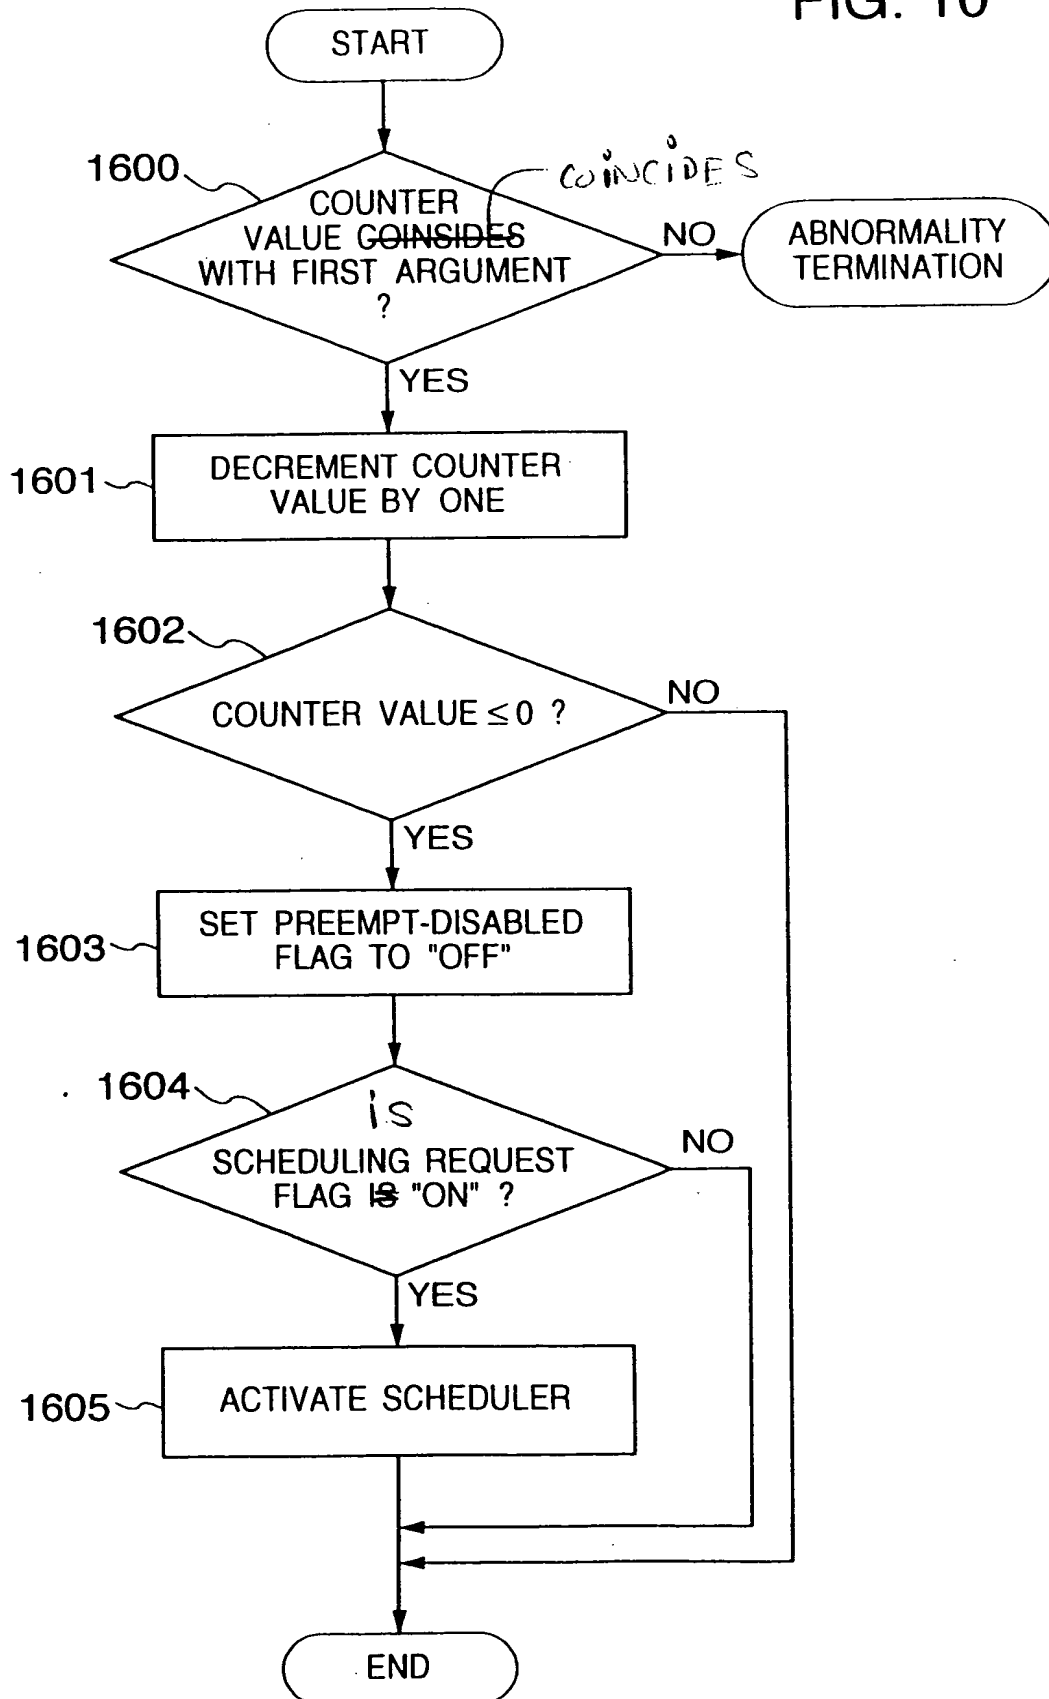 FIG. 16
START
1600
COINCIDES
COUNTER
VALUE COINSIDES
WITH FIRST ARGUMENT
?
NO
ABNORMALITY
TERMINATION
YES
1601
DECREMENT COUNTER
VALUE BY ONE
1602
COUNTER VALUE ≤ 0 ?
NO
YES
1603
SET PREEMPT-DISABLED
FLAG TO "OFF"
1604
is
SCHEDULING REQUEST
FLAG IS "ON" ?
NO
YES
1605
ACTIVATE SCHEDULER
END